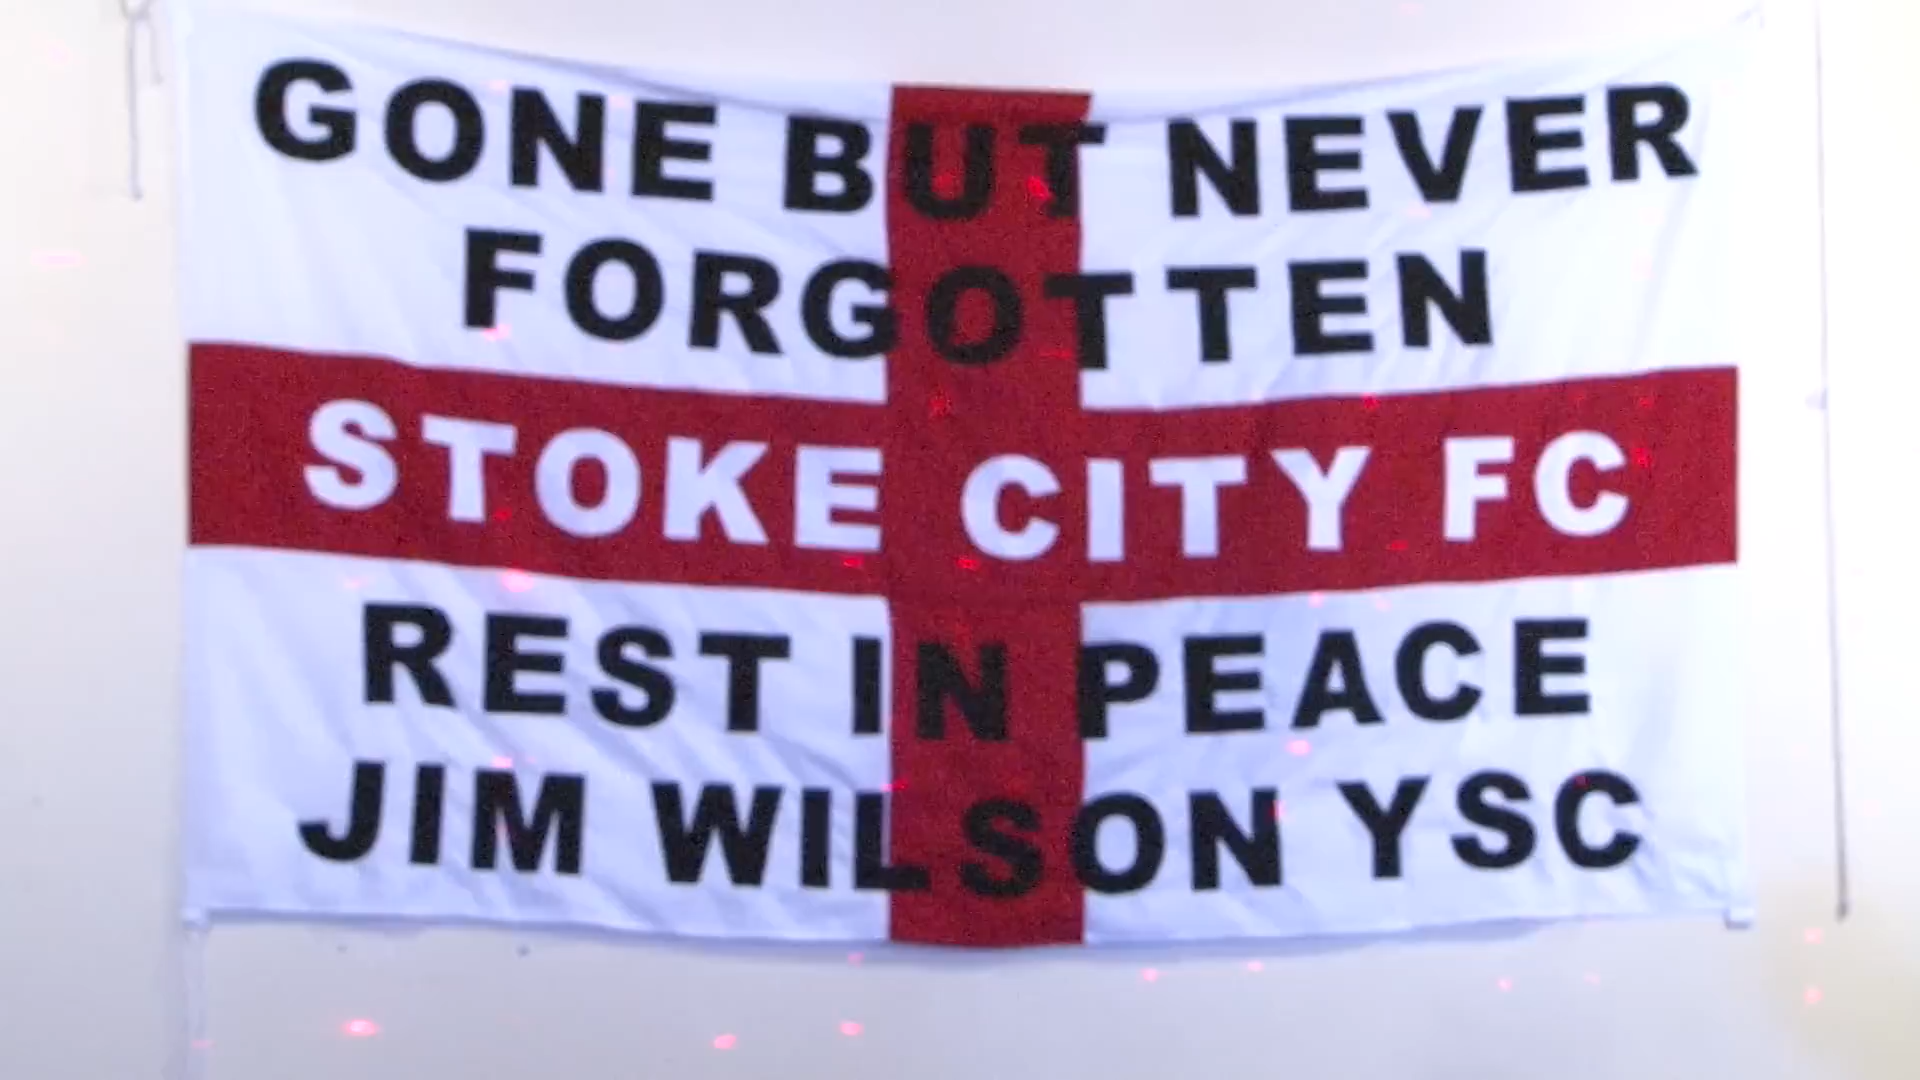 GONE BUT NEVER
FORGOTTEN
STOKE CITY FC
REST IN PEACE
JIM WILSON YSC